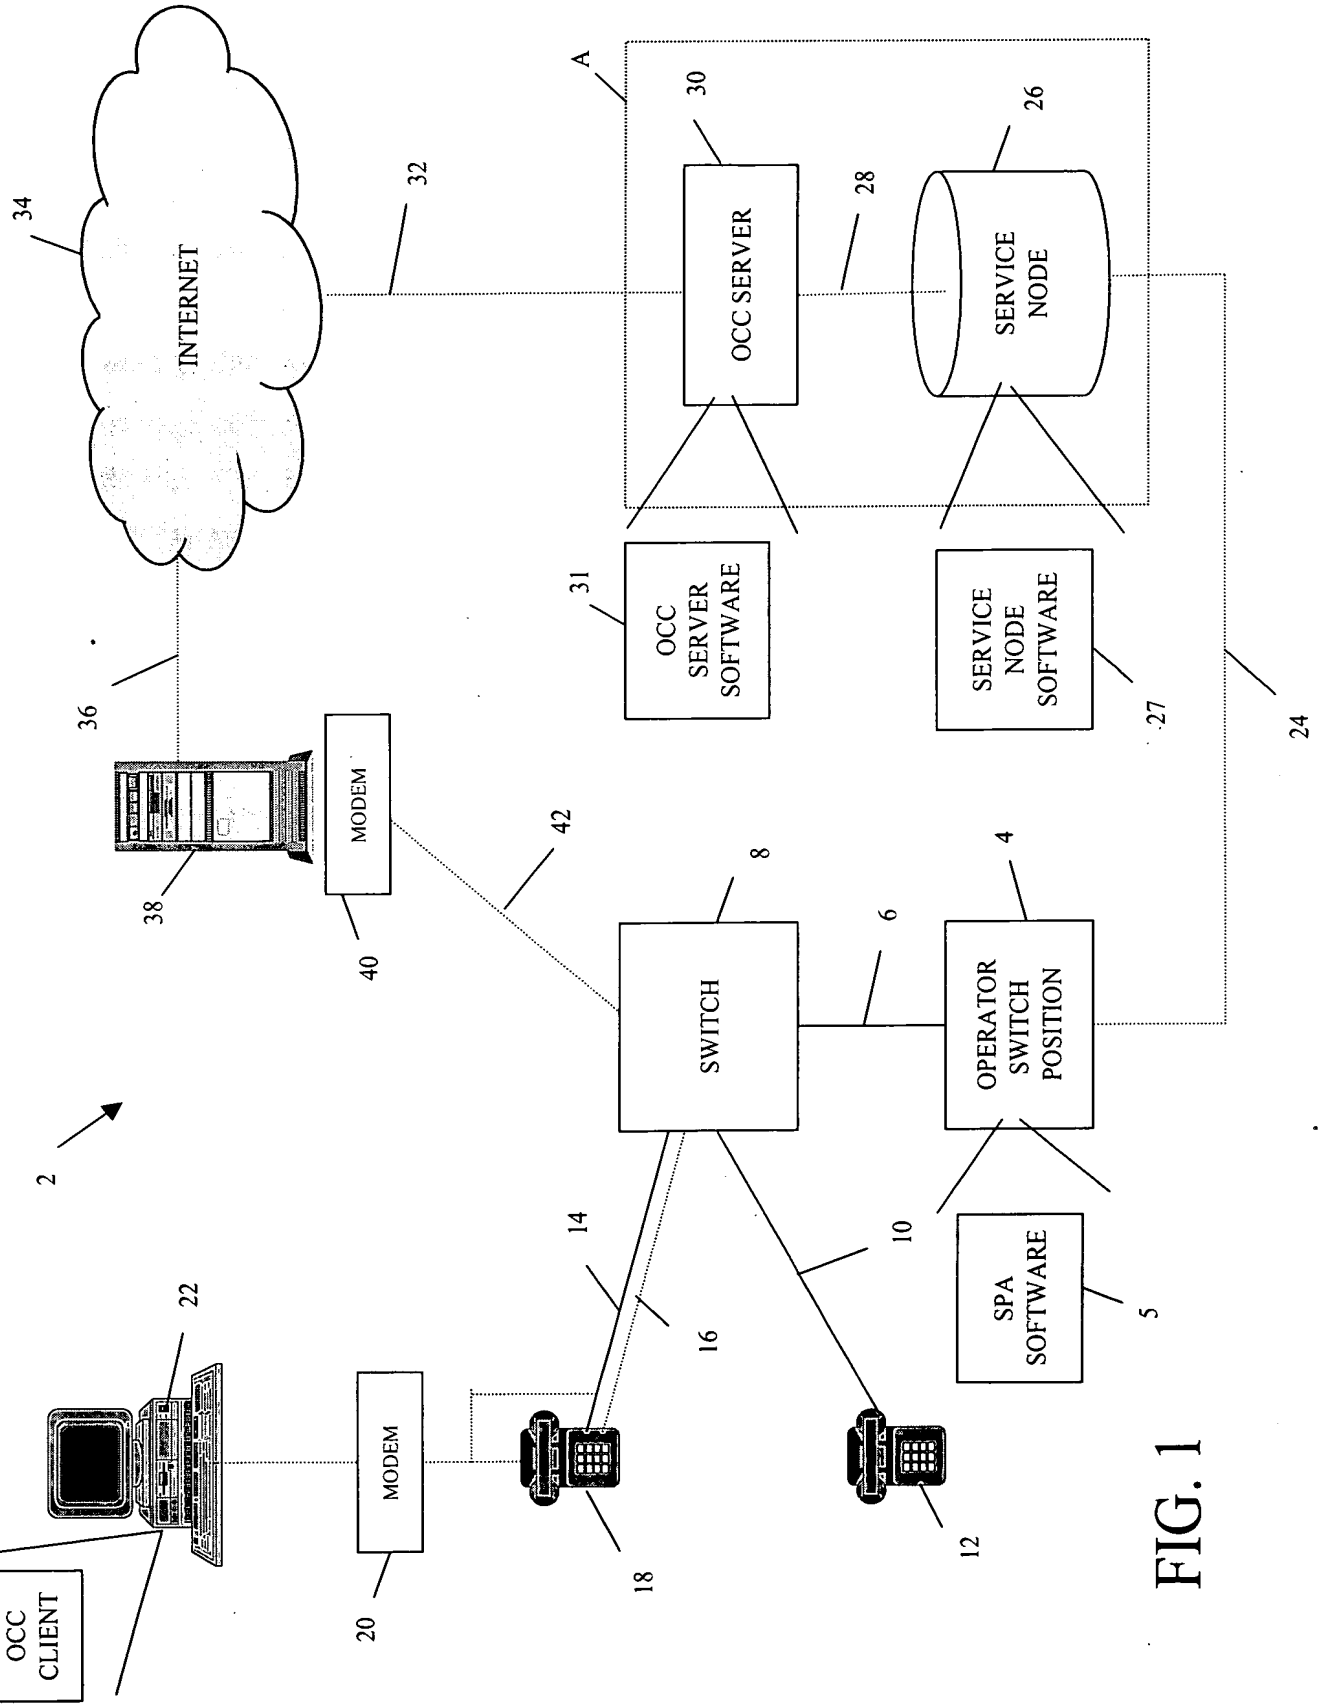 OCC
CLIENT
22
2
36
34
INTERNET
38
MODEM
40
42
32
20
MODEM
18
14
16
SWITCH
8
6
31
OCC
SERVER
SOFTWARE
A
30
OCC SERVER
28
26
SERVICE
NODE
SERVICE
NODE
SOFTWARE
27
24
12
10
SPA
SOFTWARE
5
OPERATOR
SWITCH
POSITION
4
FIG. 1